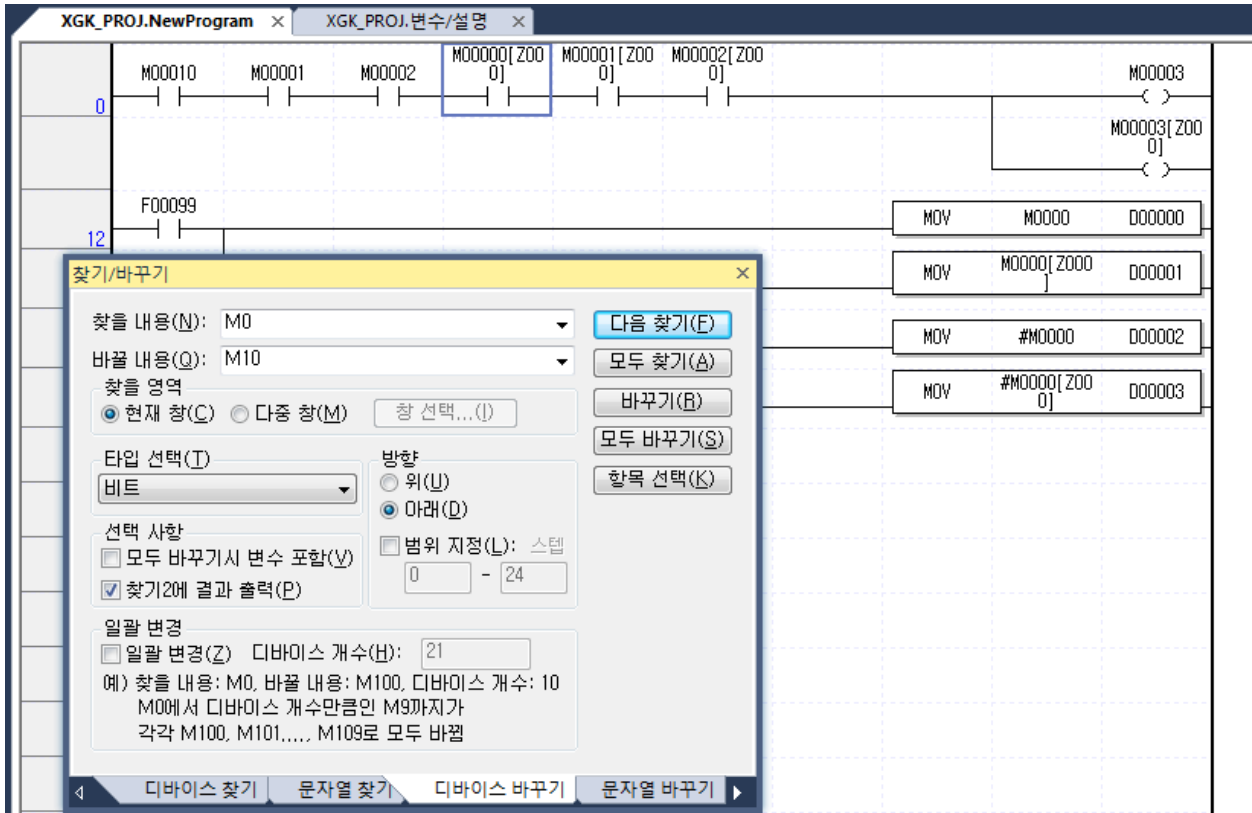 XGK_PROJ.NewProgram × XGK_PROJ.변수/설명 ×
M00010 M00001 M00002 M00000[Z00 M00001[Z00 M00002[Z00 M00003
0] 0] 0]
0
M00003[Z00
0]
F00099
12
MOV M0000 D00000
MOV M0000[Z000 D00001
]
MOV #M0000 D00002
MOV #M0000[Z00 D00003
0]
찾기/바꾸기 ×
찾을 내용(N): M0 다음 찾기(F)
바꿀 내용(Q): M10 모두 찾기(A)
찾을 영역
현재 창(C) 다중 창(M) 창 선택...(I) 바꾸기(R)
모두 바꾸기(S)
타입 선택(T) 방향
비트 위(U) 항목 선택(K)
아래(D)
선택 사항
모두 바꾸기시 변수 포함(V) 범위 지정(L): 스텝
찾기2에 결과 출력(P) 0 - 24
일괄 변경
일괄 변경(Z) 디바이스 개수(H): 21
예) 찾을 내용: M0, 바꿀 내용: M100, 디바이스 개수: 10
M0에서 디바이스 개수만큼인 M9까지가
각각 M100, M101,..., M109로 모두 바뀜
디바이스 찾기 문자열 찾기 디바이스 바꾸기 문자열 바꾸기